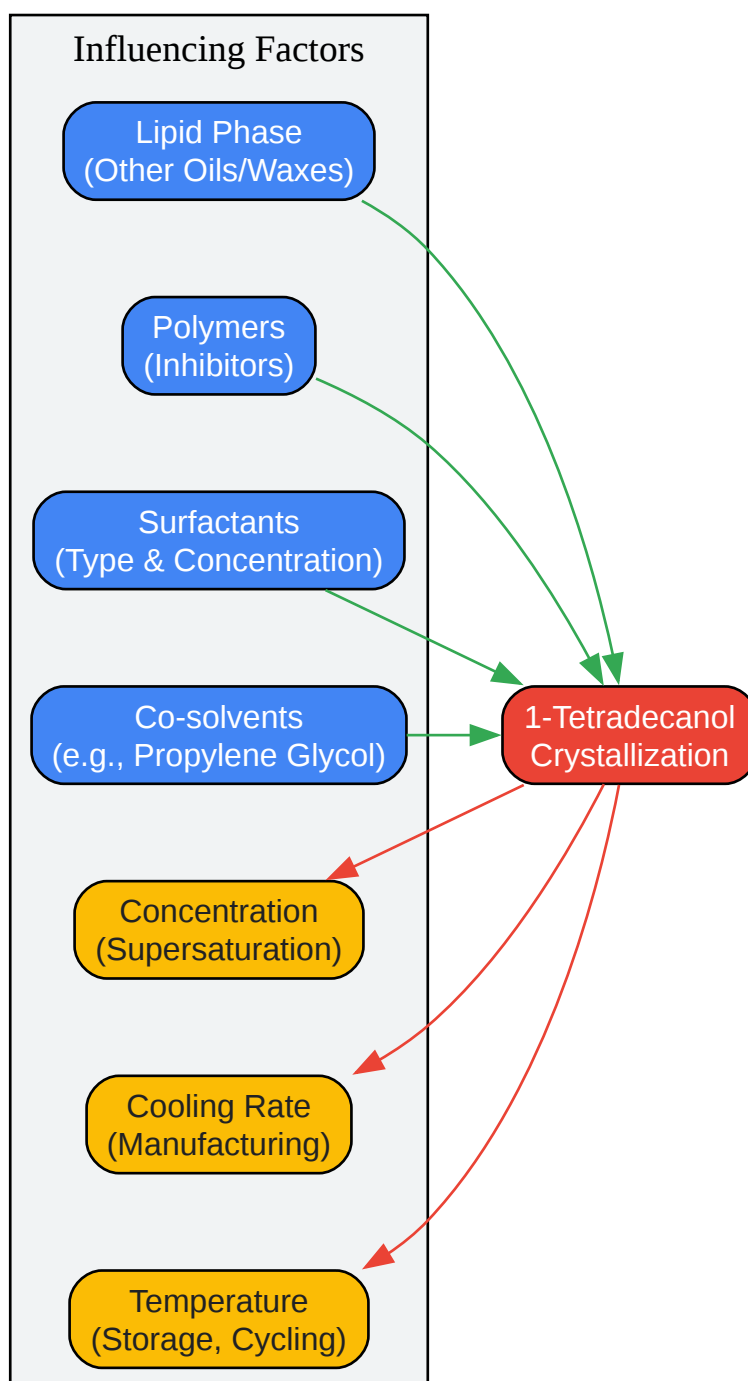 Influencing Factors
Lipid Phase
(Other Oils/Waxes)
Polymers
(Inhibitors)
Surfactants
(Type & Concentration)
Co-solvents
(e.g., Propylene Glycol)
1-Tetradecanol
Crystallization
Concentration
(Supersaturation)
Cooling Rate
(Manufacturing)
Temperature
(Storage, Cycling)